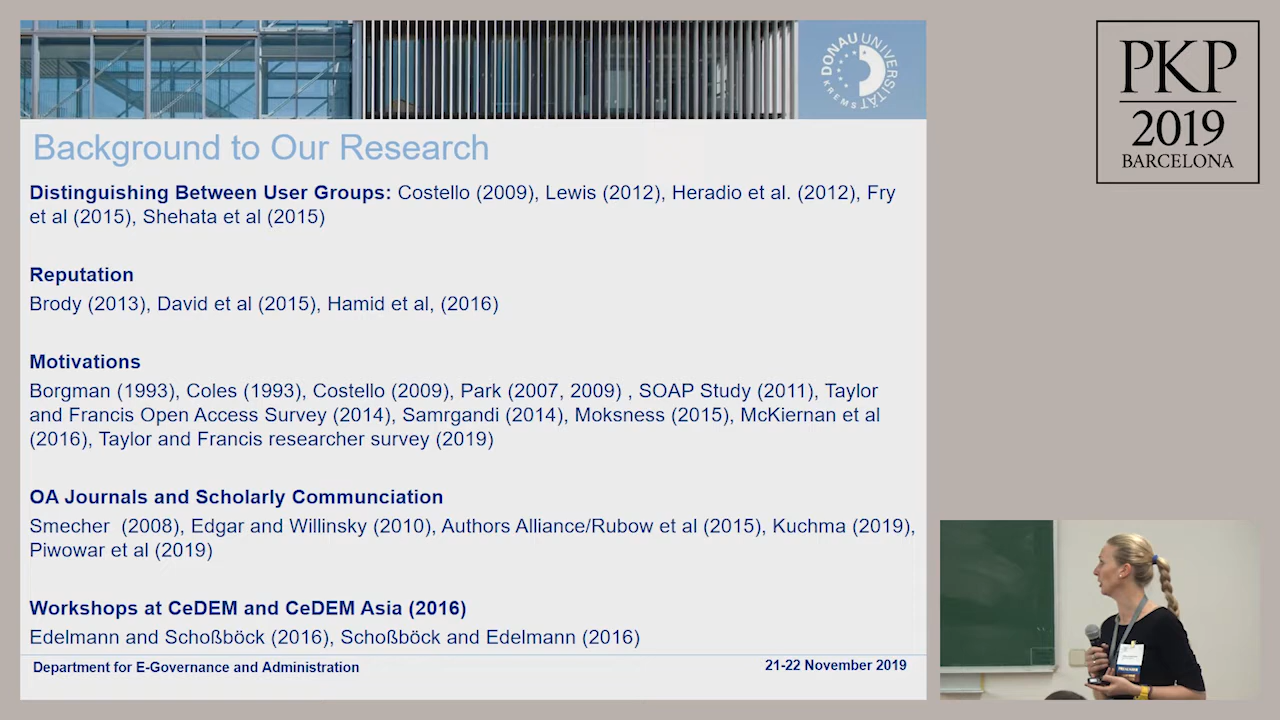 DONAU UNIVERSITÄT
KREMS
PKP
2019
BARCELONA
Background to Our Research
Distinguishing Between User Groups: Costello (2009), Lewis (2012), Heradio et al. (2012), Fry
et al (2015), Shehata et al (2015)
Reputation
Brody (2013), David et al (2015), Hamid et al, (2016)
Motivations
Borgman (1993), Coles (1993), Costello (2009), Park (2007, 2009) , SOAP Study (2011), Taylor
and Francis Open Access Survey (2014), Samrgandi (2014), Moksness (2015), McKiernan et al
(2016), Taylor and Francis researcher survey (2019)
OA Journals and Scholarly Communciation
Smecher (2008), Edgar and Willinsky (2010), Authors Alliance/Rubow et al (2015), Kuchma (2019),
Piwowar et al (2019)
Workshops at CeDEM and CeDEM Asia (2016)
Edelmann and Schoßböck (2016), Schoßböck and Edelmann (2016)
Department for E-Governance and Administration
21-22 November 2019